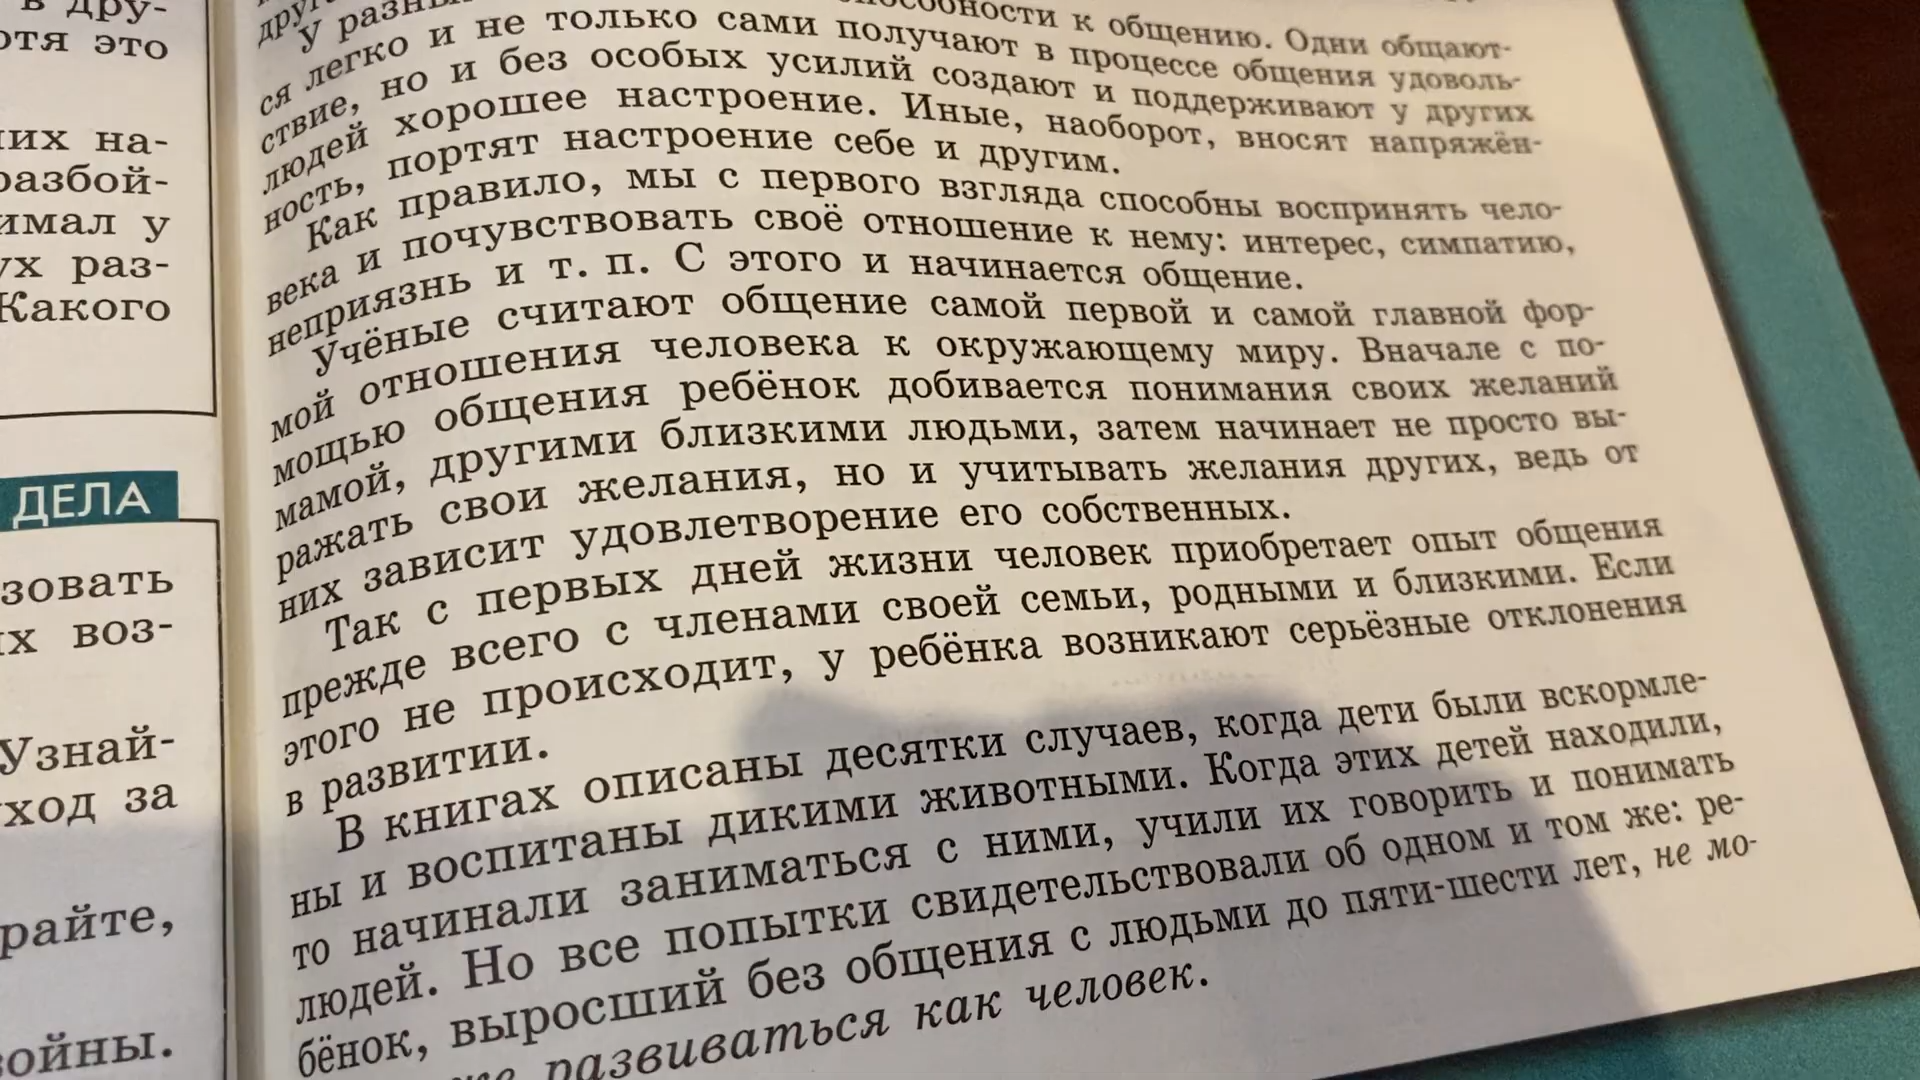 в дру-
отя это
их на-
разбой-
имал у
ух раз-
Какого
ДЕЛА
зовать
их воз-
Узнай-
уход за
райте,
войны.
у разн способности к общению. Одни общают-
ся легко и не только сами получают в процессе общения удоволь-
ствие, но и без особых усилий создают и поддерживают у других
людей хорошее настроение. Иные, наоборот, вносят напряжён-
ность, портят настроение себе и другим.
Как правило, мы с первого взгляда способны воспринять чело-
века и почувствовать своё отношение к нему: интерес, симпатию,
неприязнь и т. п. С этого и начинается общение.
Учёные считают общение самой первой и самой главной фор-
мой отношения человека к окружающему миру. Вначале с по-
мощью общения ребёнок добивается понимания своих желаний
мамой, другими близкими людьми, затем начинает не просто вы-
ражать свои желания, но и учитывать желания других, ведь от
них зависит удовлетворение его собственных.
Так с первых дней жизни человек приобретает опыт общения
прежде всего с членами своей семьи, родными и близкими. Если
этого не происходит, у ребёнка возникают серьёзные отклонения
в развитии.
В книгах описаны десятки случаев, когда дети были вскормле-
ны и воспитаны дикими животными. Когда этих детей находили,
то начинали заниматься с ними, учили их говорить и понимать
людей. Но все попытки свидетельствовали об одном и том же: ре-
бёнок, выросший без общения с людьми до пяти-шести лет, не мо-
же развиваться как человек.